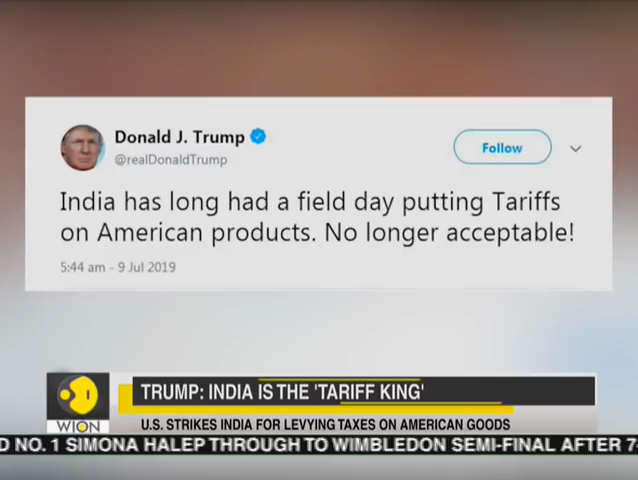 Donald J. Trump
@realDonaldTrump
Follow
India has long had a field day putting Tariffs
on American products. No longer acceptable!
5:44 am - 9 Jul 2019
TRUMP: INDIA IS THE 'TARIFF KING'
WION
U.S. STRIKES INDIA FOR LEVYING TAXES ON AMERICAN GOODS
D NO. 1 SIMONA HALEP THROUGH TO WIMBLEDON SEMI-FINAL AFTER 7-